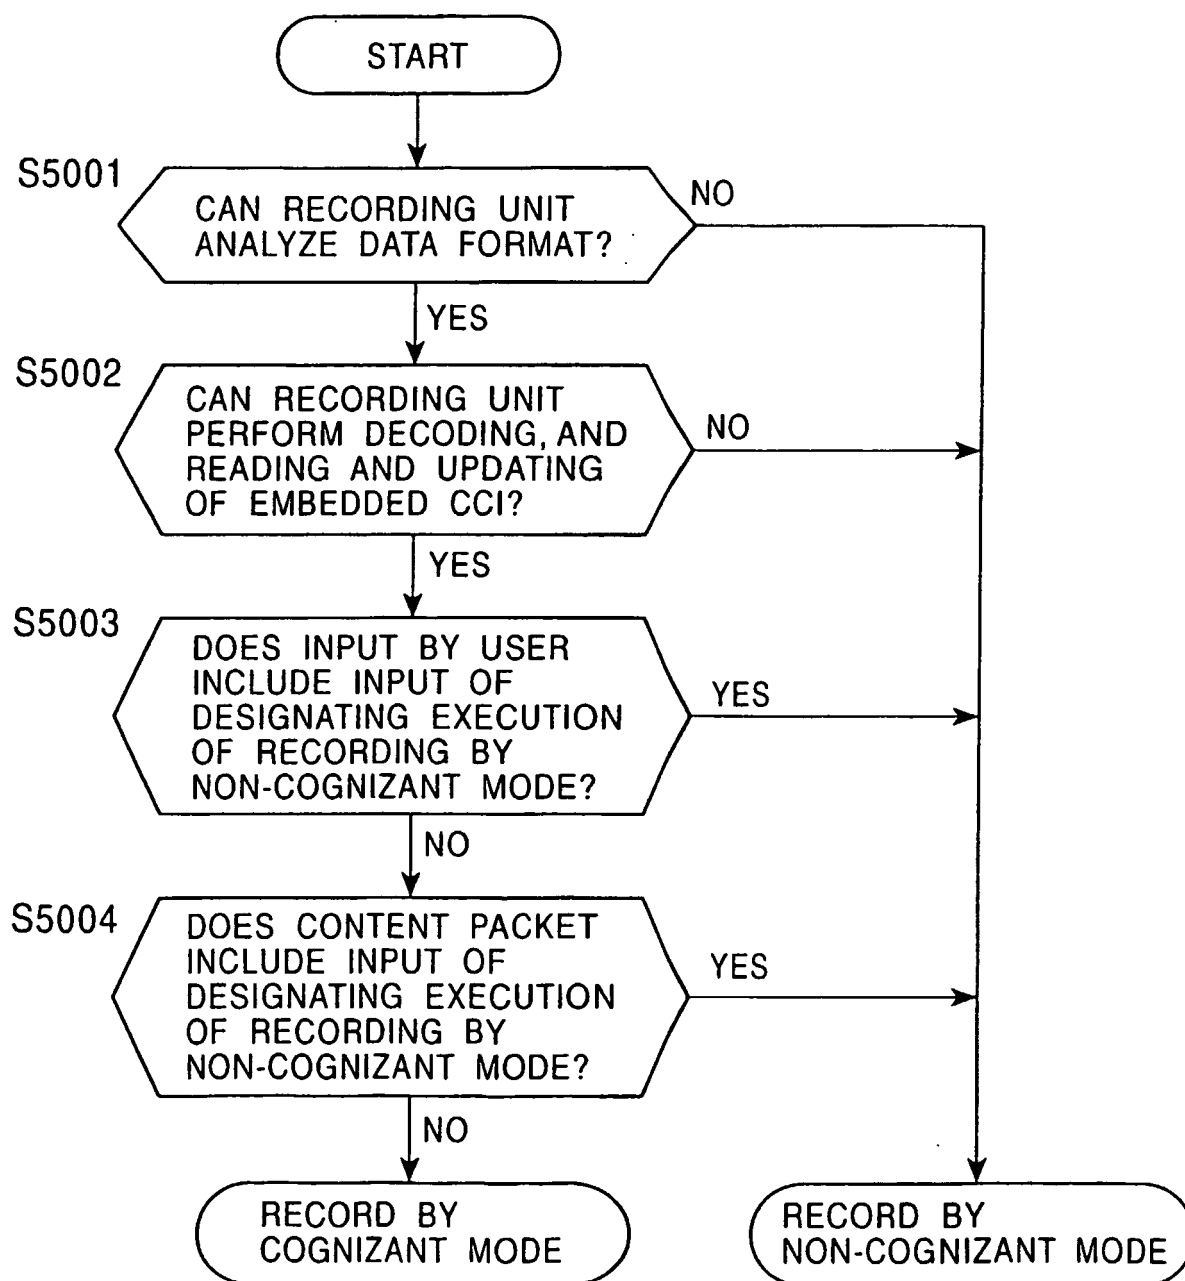 START
S5001
CAN RECORDING UNIT
ANALYZE DATA FORMAT?
NO
YES
S5002
CAN RECORDING UNIT
PERFORM DECODING, AND
READING AND UPDATING
OF EMBEDDED CCI?
NO
YES
S5003
DOES INPUT BY USER
INCLUDE INPUT OF
DESIGNATING EXECUTION
OF RECORDING BY
NON-COGNIZANT MODE?
YES
NO
S5004
DOES CONTENT PACKET
INCLUDE INPUT OF
DESIGNATING EXECUTION
OF RECORDING BY
NON-COGNIZANT MODE?
YES
NO
RECORD BY
COGNIZANT MODE
RECORD BY
NON-COGNIZANT MODE